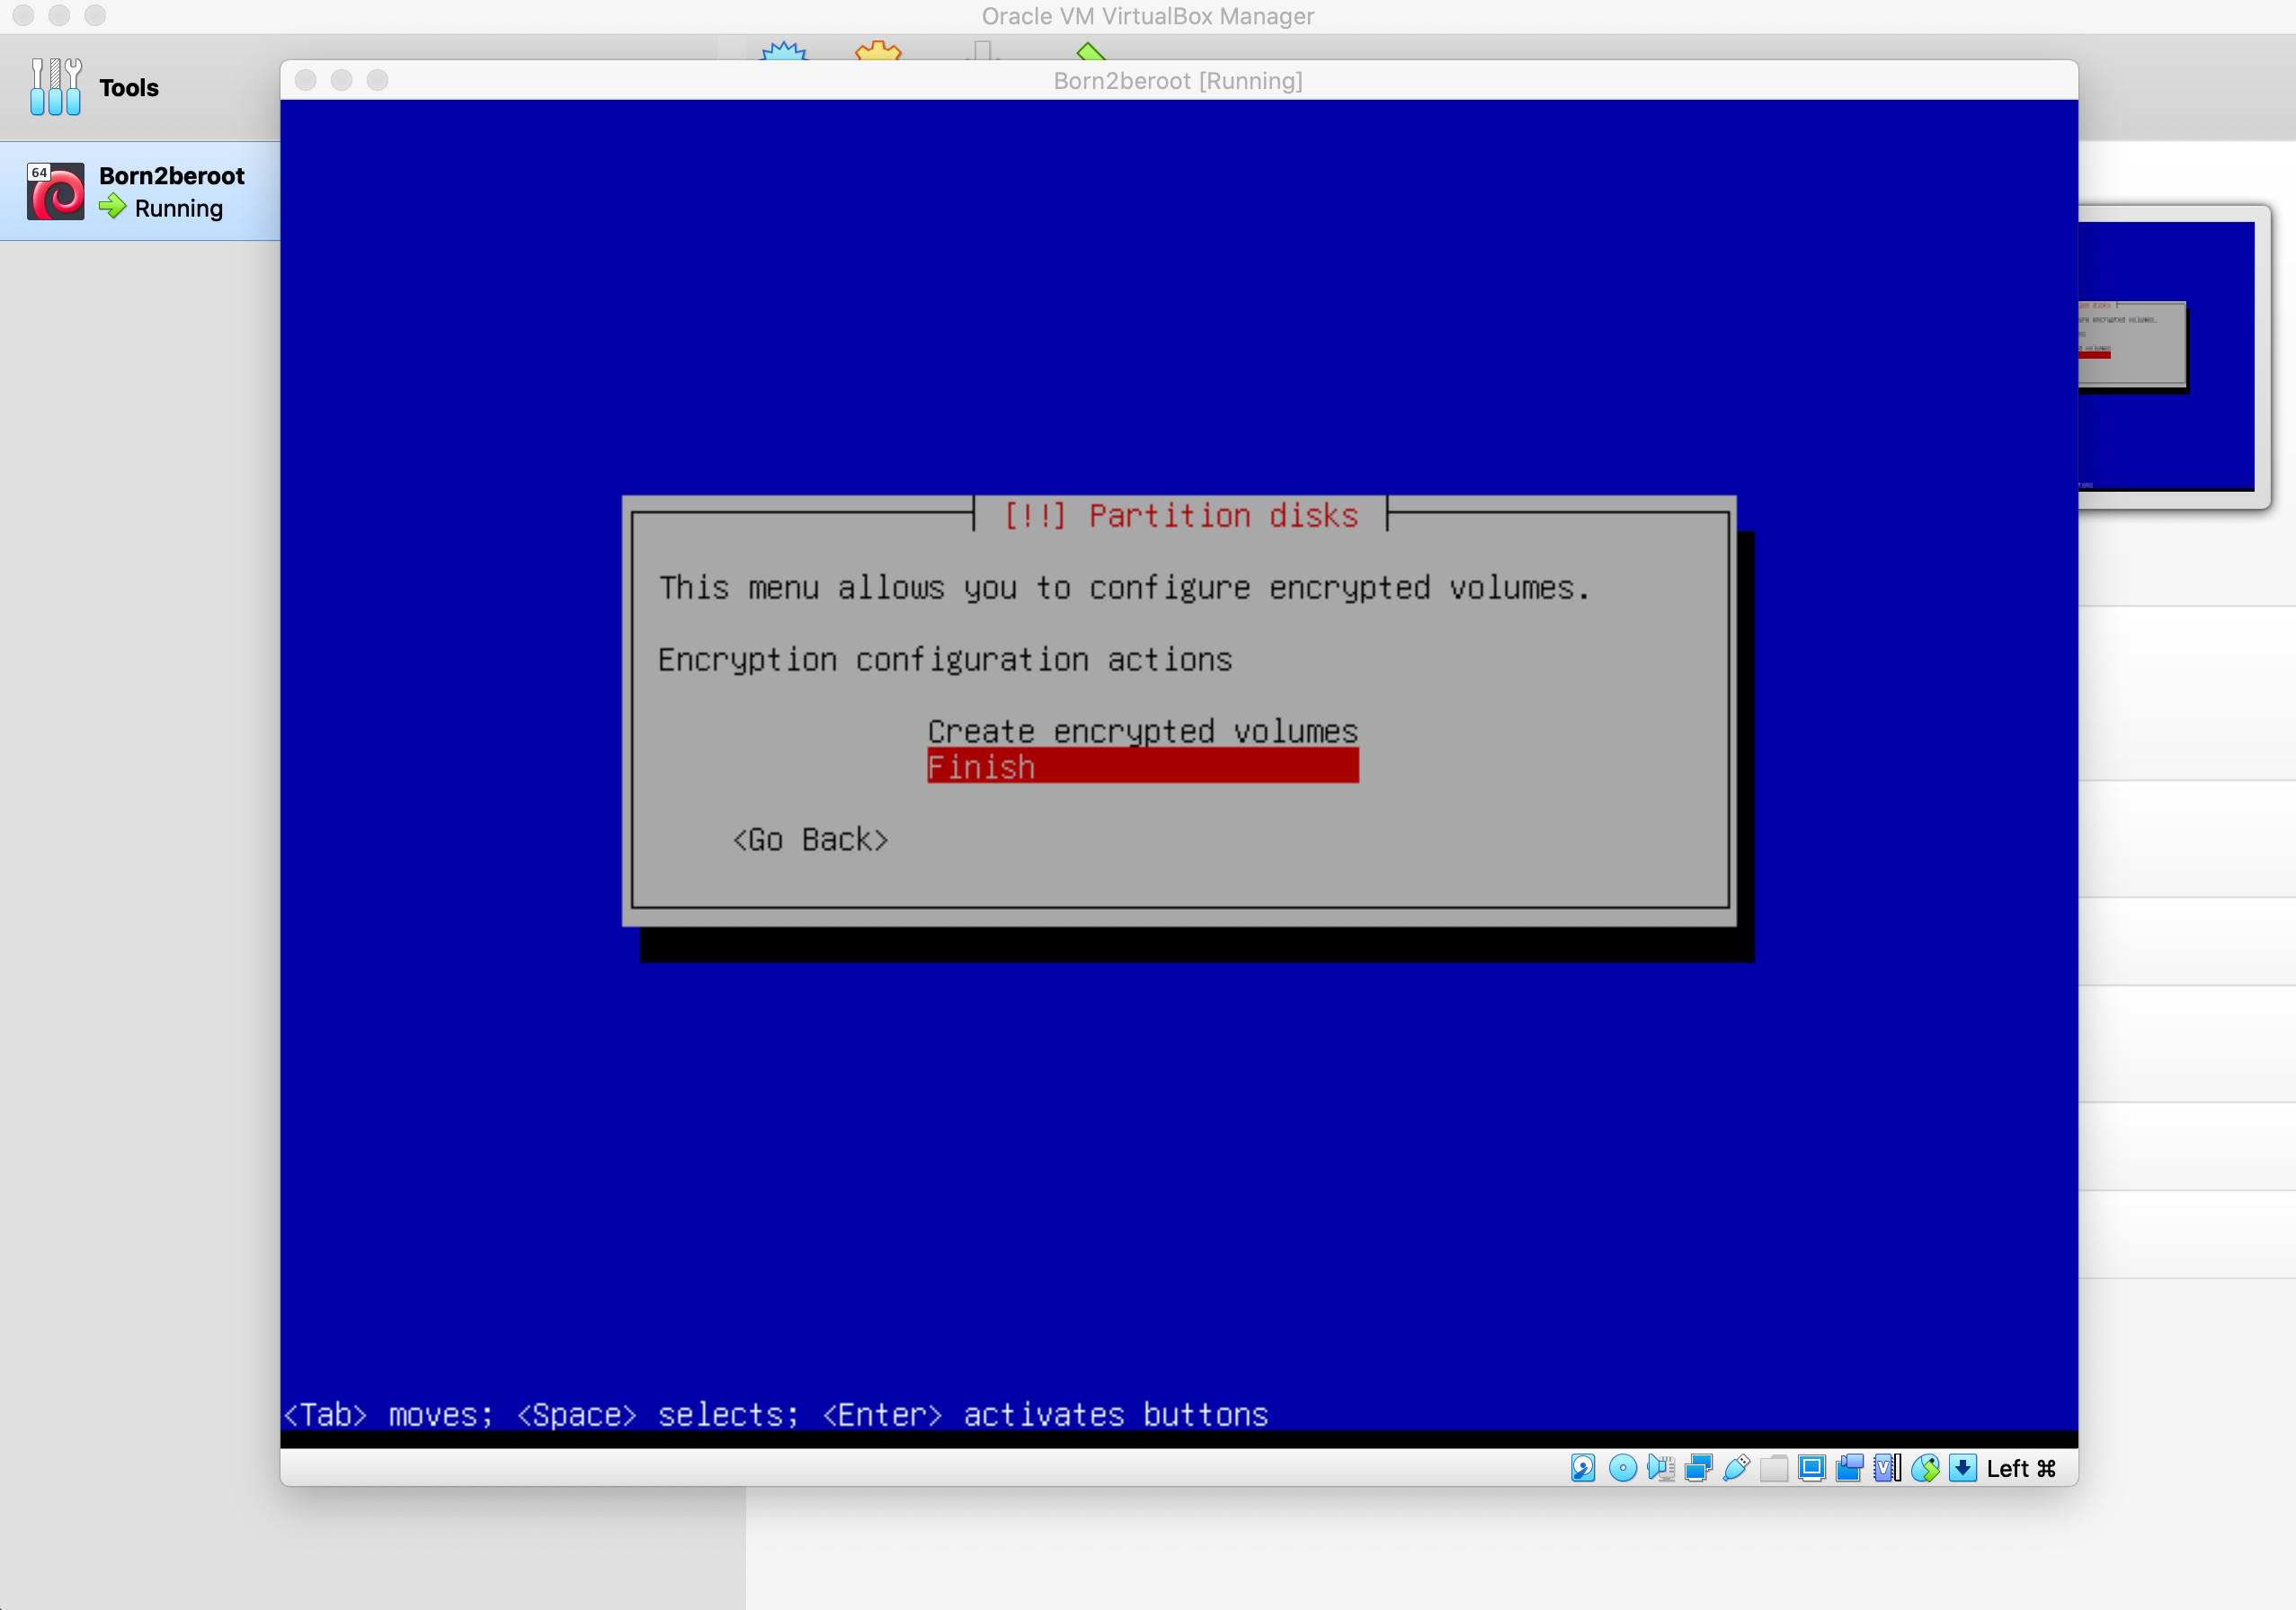 Oracle VM VirtualBox Manager
Tools
Born2beroot [Running]
64
Born2beroot
Running
[!!] Partition disks
This menu allows you to configure encrypted volumes.
Encryption configuration actions
Create encrypted volumes
Finish
<Go Back>
<Tab> moves; <Space> selects; <Enter> activates buttons
Left ⌘